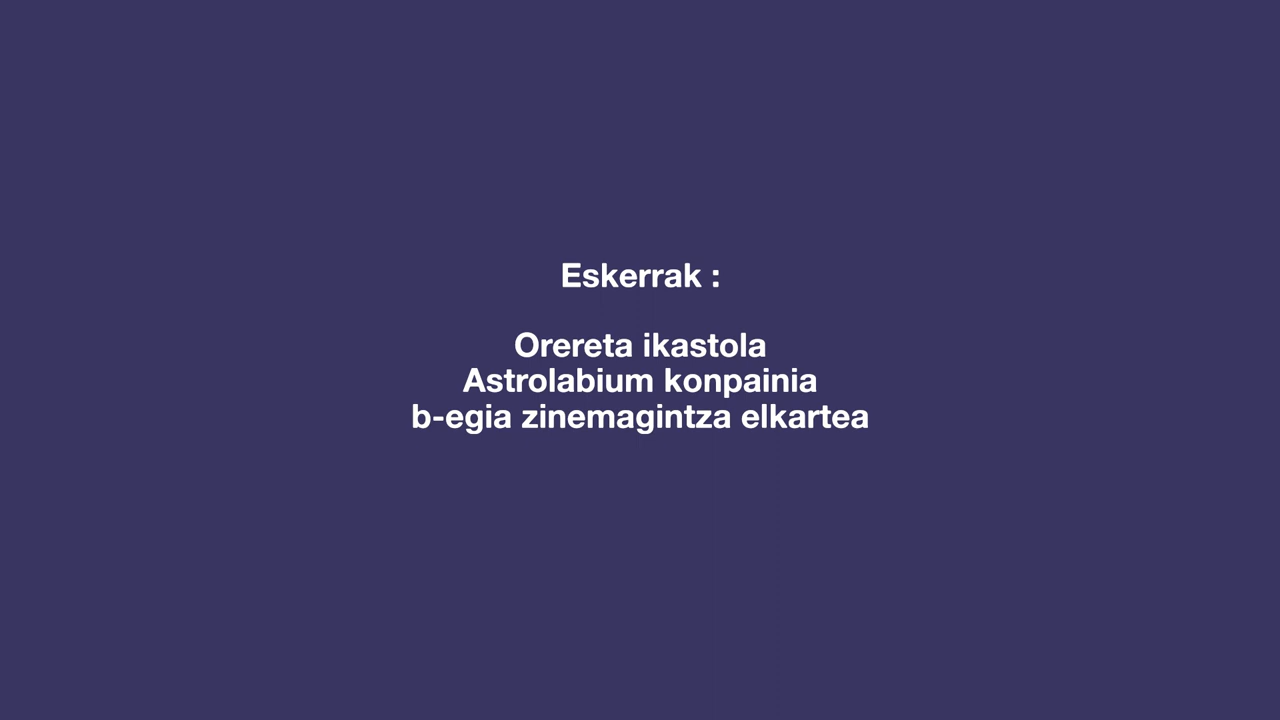 Eskerrak :
Orereta ikastola
Astrolabium konpainia
b-egia zinemagintza elkartea